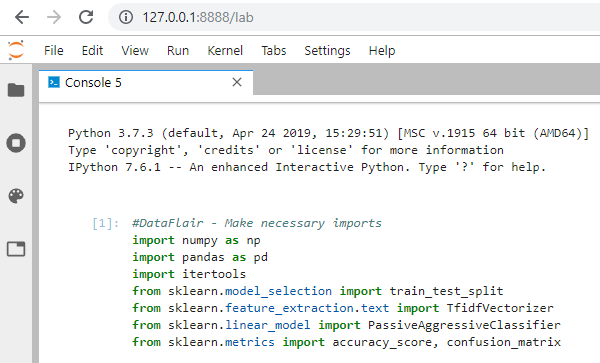 127.0.0.1:8888/lab
File Edit View Run Kernel Tabs Settings Help
Console 5
Python 3.7.3 (default, Apr 24 2019, 15:29:51) [MSC v.1915 64 bit (AMD64)]
Type 'copyright', 'credits' or 'license' for more information
IPython 7.6.1 -- An enhanced Interactive Python. Type '?' for help.
[1]: #DataFlair - Make necessary imports
import numpy as np
import pandas as pd
import itertools
from sklearn.model_selection import train_test_split
from sklearn.feature_extraction.text import TfidfVectorizer
from sklearn.linear_model import PassiveAggressiveClassifier
from sklearn.metrics import accuracy_score, confusion_matrix